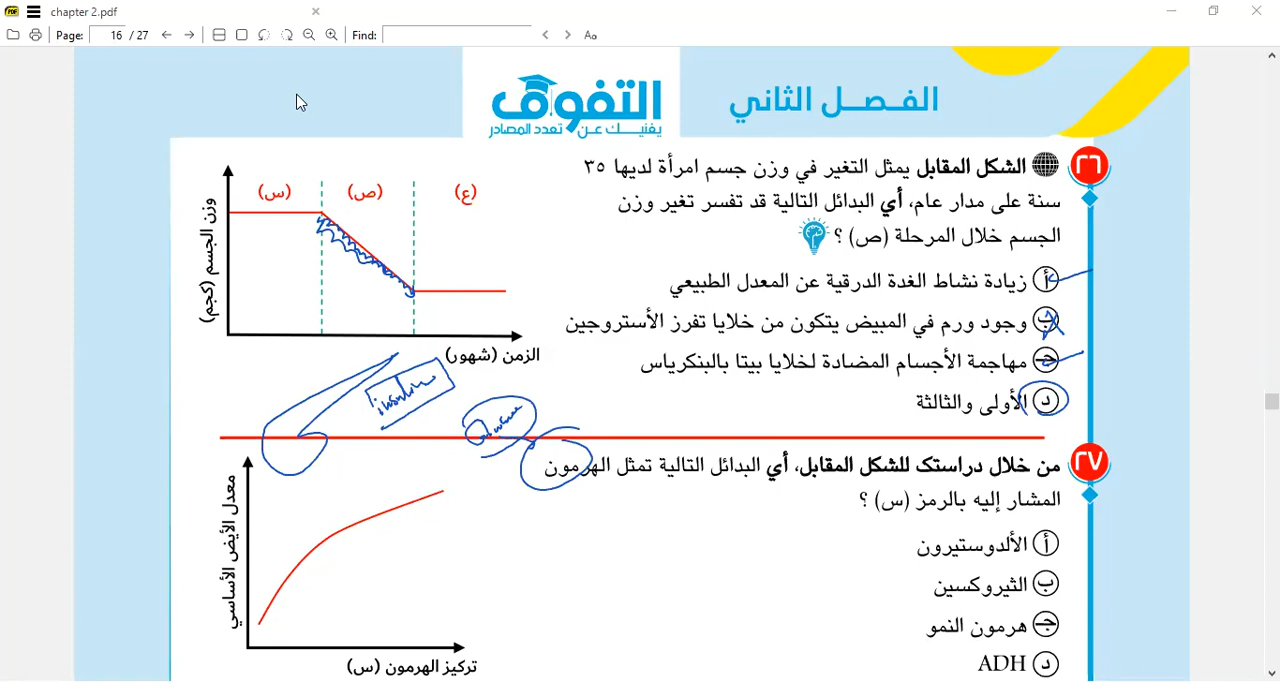 chapter 2.pdf
Page: 16 / 27 Find: Aa
الفصل الثاني
التفوق
يغنيك عن تعدد المصادر
٢٦ الشكل المقابل يمثل التغير في وزن جسم امرأة لديها ٣٥
سنة على مدار عام، أي البدائل التالية قد تفسر تغير وزن
الجسم خلال المرحلة (ص) ؟
أ زيادة نشاط الغدة الدرقية عن المعدل الطبيعي
ب وجود ورم في المبيض يتكون من خلايا تفرز الأستروجين
جـ مهاجمة الأجسام المضادة لخلايا بيتا بالبنكرياس
د الأولى والثالثة
(س) (ص) (ع)
وزن الجسم (كجم)
الزمن (شهور)
٢٧ من خلال دراستك للشكل المقابل، أي البدائل التالية تمثل الهرمون
المشار إليه بالرمز (س) ؟
أ الألدوستيرون
ب الثيروكسين
جـ هرمون النمو
د ADH
معدل الأيض الأساسي
تركيز الهرمون (س)